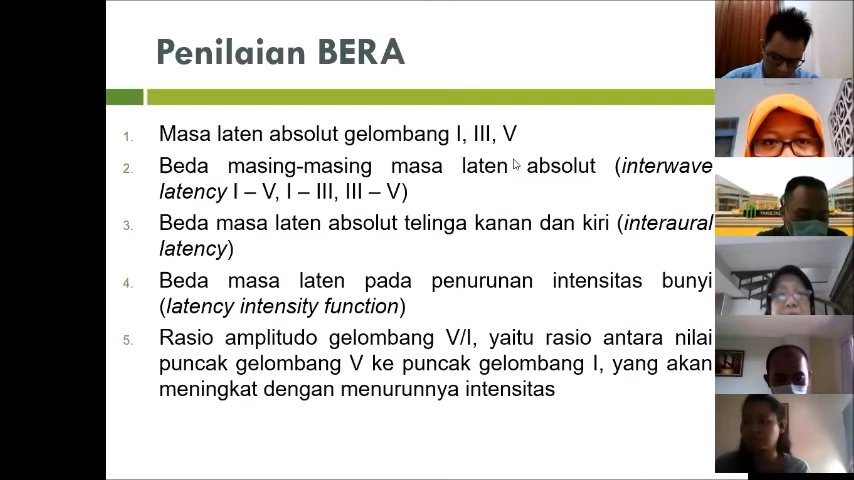 Penilaian BERA
1. Masa laten absolut gelombang I, III, V
2. Beda masing-masing masa laten absolut (interwave
latency I – V, I – III, III – V)
3. Beda masa laten absolut telinga kanan dan kiri (interaural
latency)
4. Beda masa laten pada penurunan intensitas bunyi
(latency intensity function)
5. Rasio amplitudo gelombang V/I, yaitu rasio antara nilai
puncak gelombang V ke puncak gelombang I, yang akan
meningkat dengan menurunnya intensitas